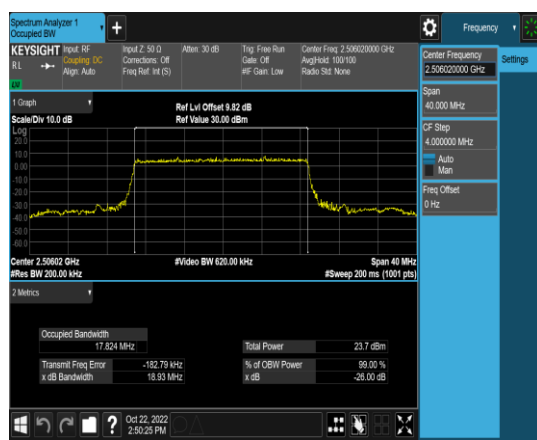 Spectrum Analyzer 1
Occupied BW
+
Frequency
KEYSIGHT
RL
Input: RF
Coupling: DC
Align: Auto
Input Z: 50 Ω
Corrections: Off
Freq Ref: Int (S)
Atten: 30 dB
Trig: Free Run
Gate: Off
#IF Gain: Low
Center Freq: 2.506020000 GHz
Avg|Hold: 100/100
Radio Std: None
Center Frequency
2.506020000 GHz
Settings
Span
40.000 MHz
CF Step
4.000000 MHz
Auto
Man
Freq Offset
0 Hz
1 Graph
Scale/Div 10.0 dB
Ref Lvl Offset 9.82 dB
Ref Value 30.00 dBm
Log
20.0
10.0
0.00
-10.0
-20.0
-30.0
-40.0
-50.0
-60.0
Center 2.50602 GHz
#Res BW 200.00 kHz
#Video BW 620.00 kHz
Span 40 MHz
#Sweep 200 ms (1001 pts)
2 Metrics
Occupied Bandwidth
17.824 MHz
Total Power 23.7 dBm
Transmit Freq Error -182.79 kHz
% of OBW Power 99.00 %
x dB Bandwidth 18.93 MHz
x dB -26.00 dB
?
Oct 22, 2022
2:50:25 PM